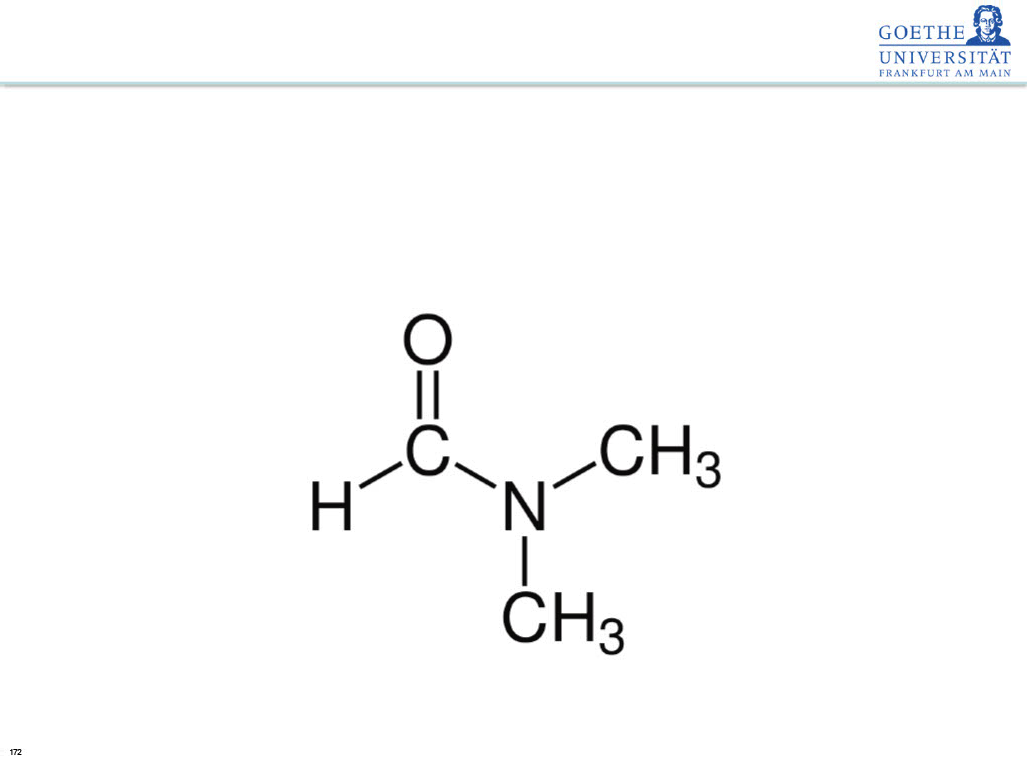 GOETHE
UNIVERSITÄT
FRANKFURT AM MAIN
O
C
CH3
H
N
CH3
172